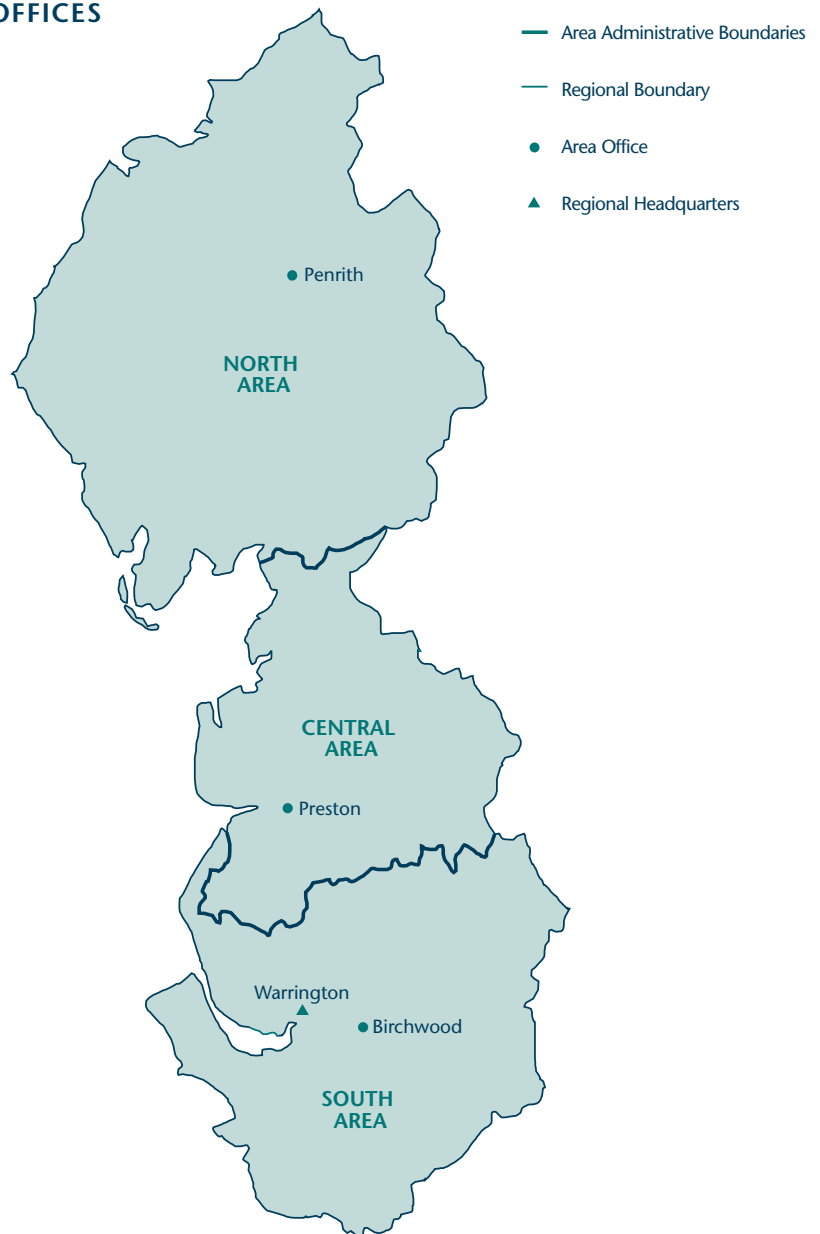 OFFICES
Area Administrative Boundaries
Regional Boundary
Area Office
Regional Headquarters
Penrith
NORTH
AREA
CENTRAL
AREA
Preston
Warrington
Birchwood
SOUTH
AREA